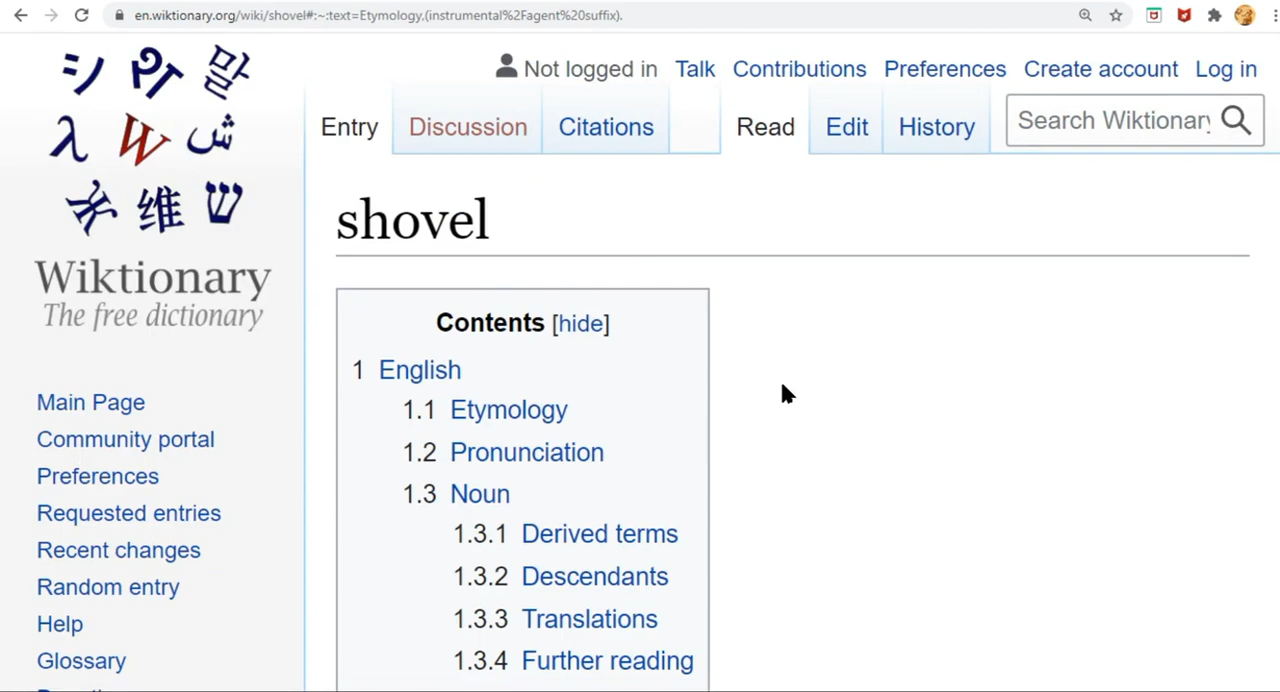 en.wiktionary.org/wiki/shovel#:~:text=Etymology,(instrumental%2Fagent%20suffix).
Not logged in Talk Contributions Preferences Create account Log in
Entry Discussion Citations Read Edit History Search Wiktionary
シ 말
λ W ش
维 ש
Wiktionary
The free dictionary
shovel
Contents [hide]
1 English
1.1 Etymology
1.2 Pronunciation
1.3 Noun
1.3.1 Derived terms
1.3.2 Descendants
1.3.3 Translations
1.3.4 Further reading
Main Page
Community portal
Preferences
Requested entries
Recent changes
Random entry
Help
Glossary